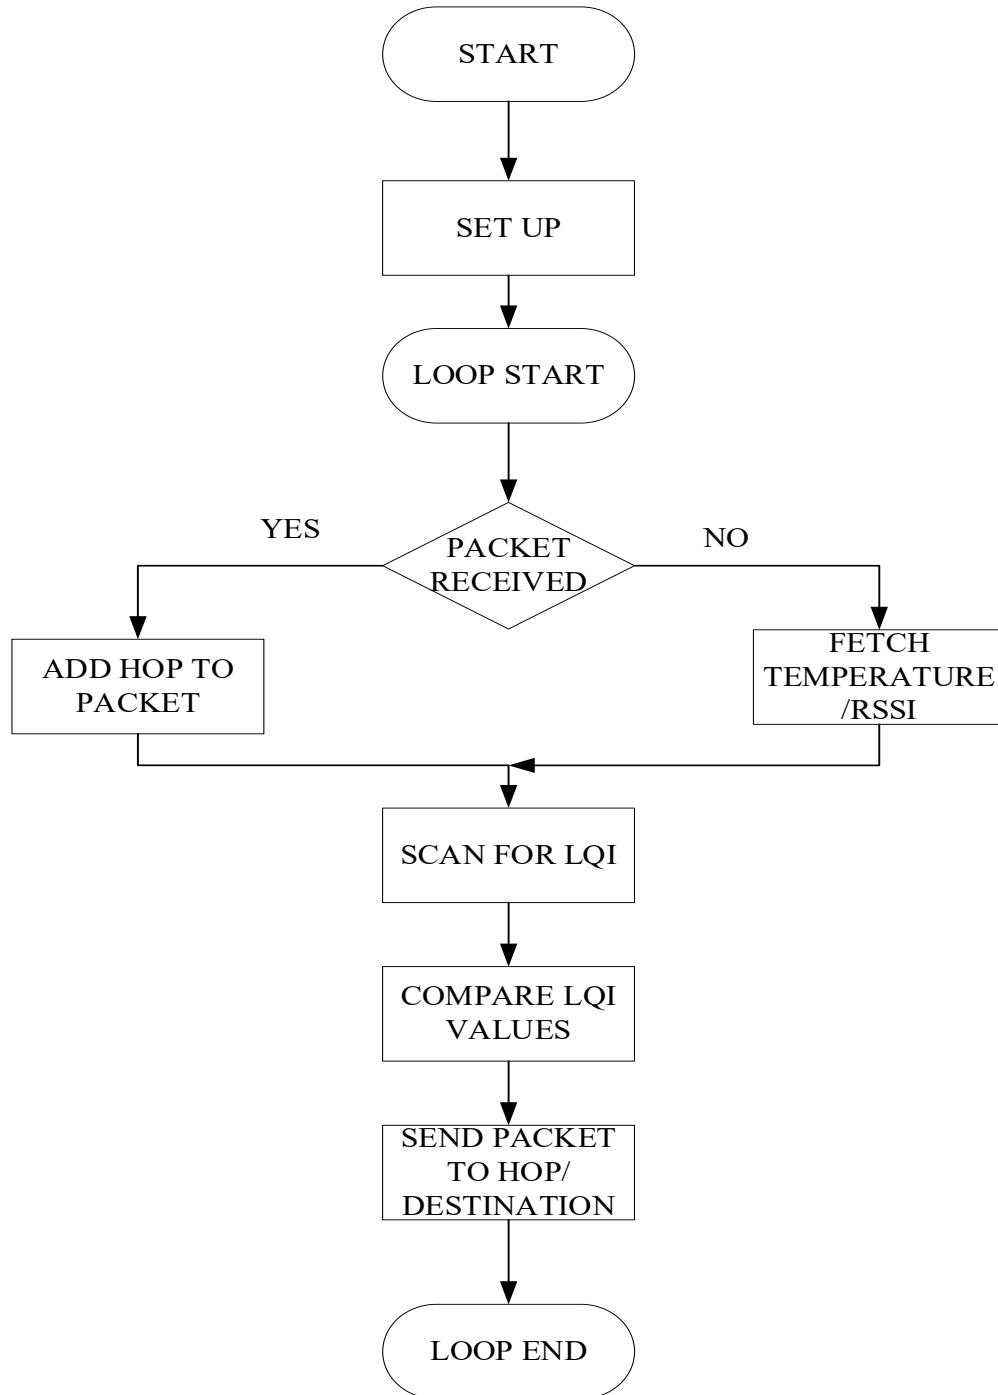 START
SET UP
LOOP START
PACKET
RECEIVED
YES
NO
ADD HOP TO
PACKET
FETCH
TEMPERATURE
/RSSI
SCAN FOR LQI
COMPARE LQI
VALUES
SEND PACKET
TO HOP/
DESTINATION
LOOP END